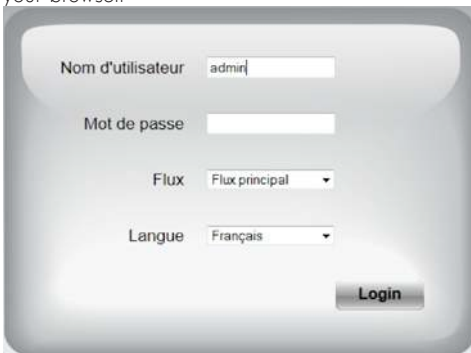 your browser.
Nom d'utilisateur admin
Mot de passe
Flux Flux principal
Langue Français
Login